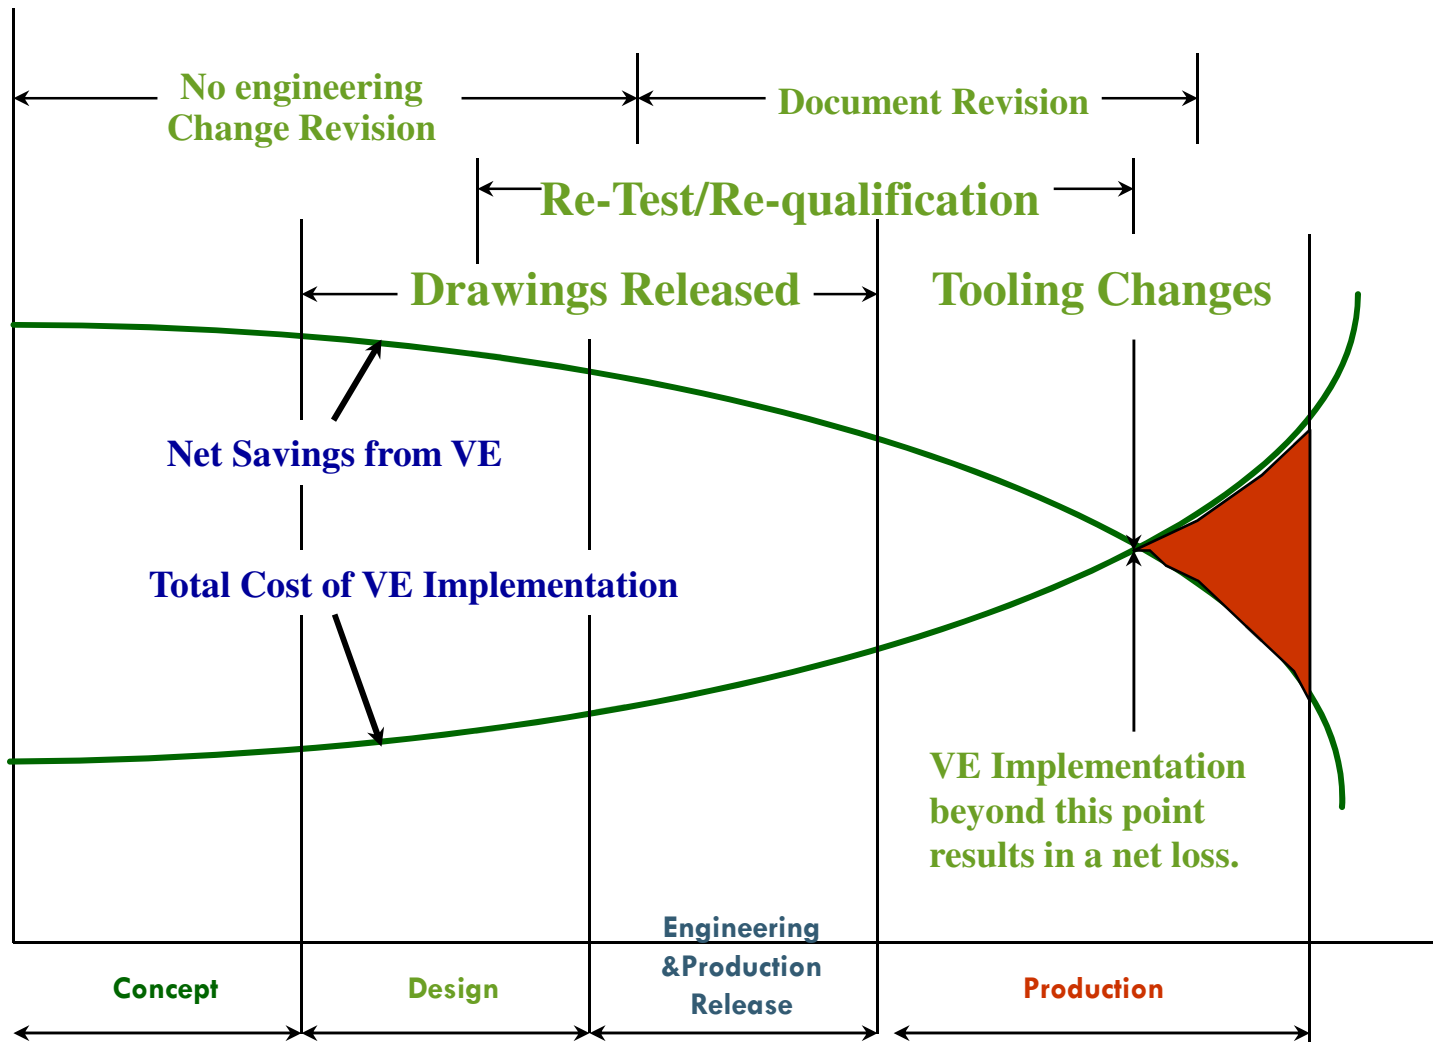 No engineering
Change Revision
Document Revision
Re-Test/Re-qualification
Drawings Released
Tooling Changes
Net Savings from VE
Total Cost of VE Implementation
VE Implementation
beyond this point
results in a net loss.
Concept
Design
Engineering
&Production
Release
Production